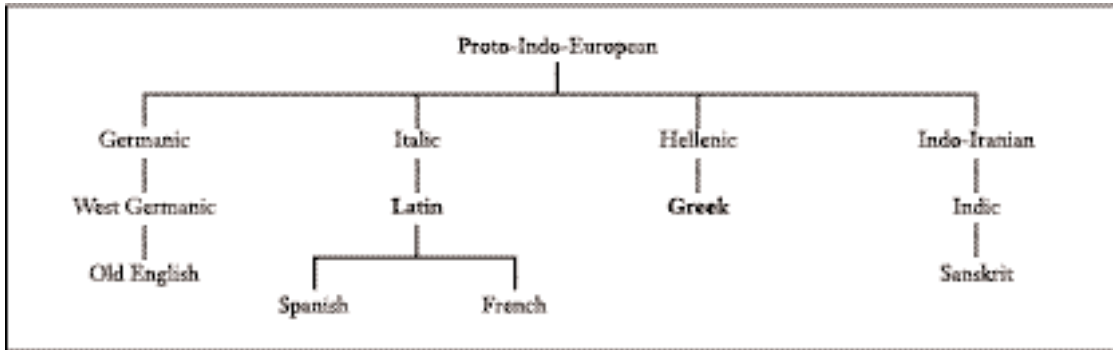 Proto-Indo-European
Germanic Italic Hellenic Indo-Iranian
West Germanic Latin Greek Indic
Old English Sanskrit
Spanish French